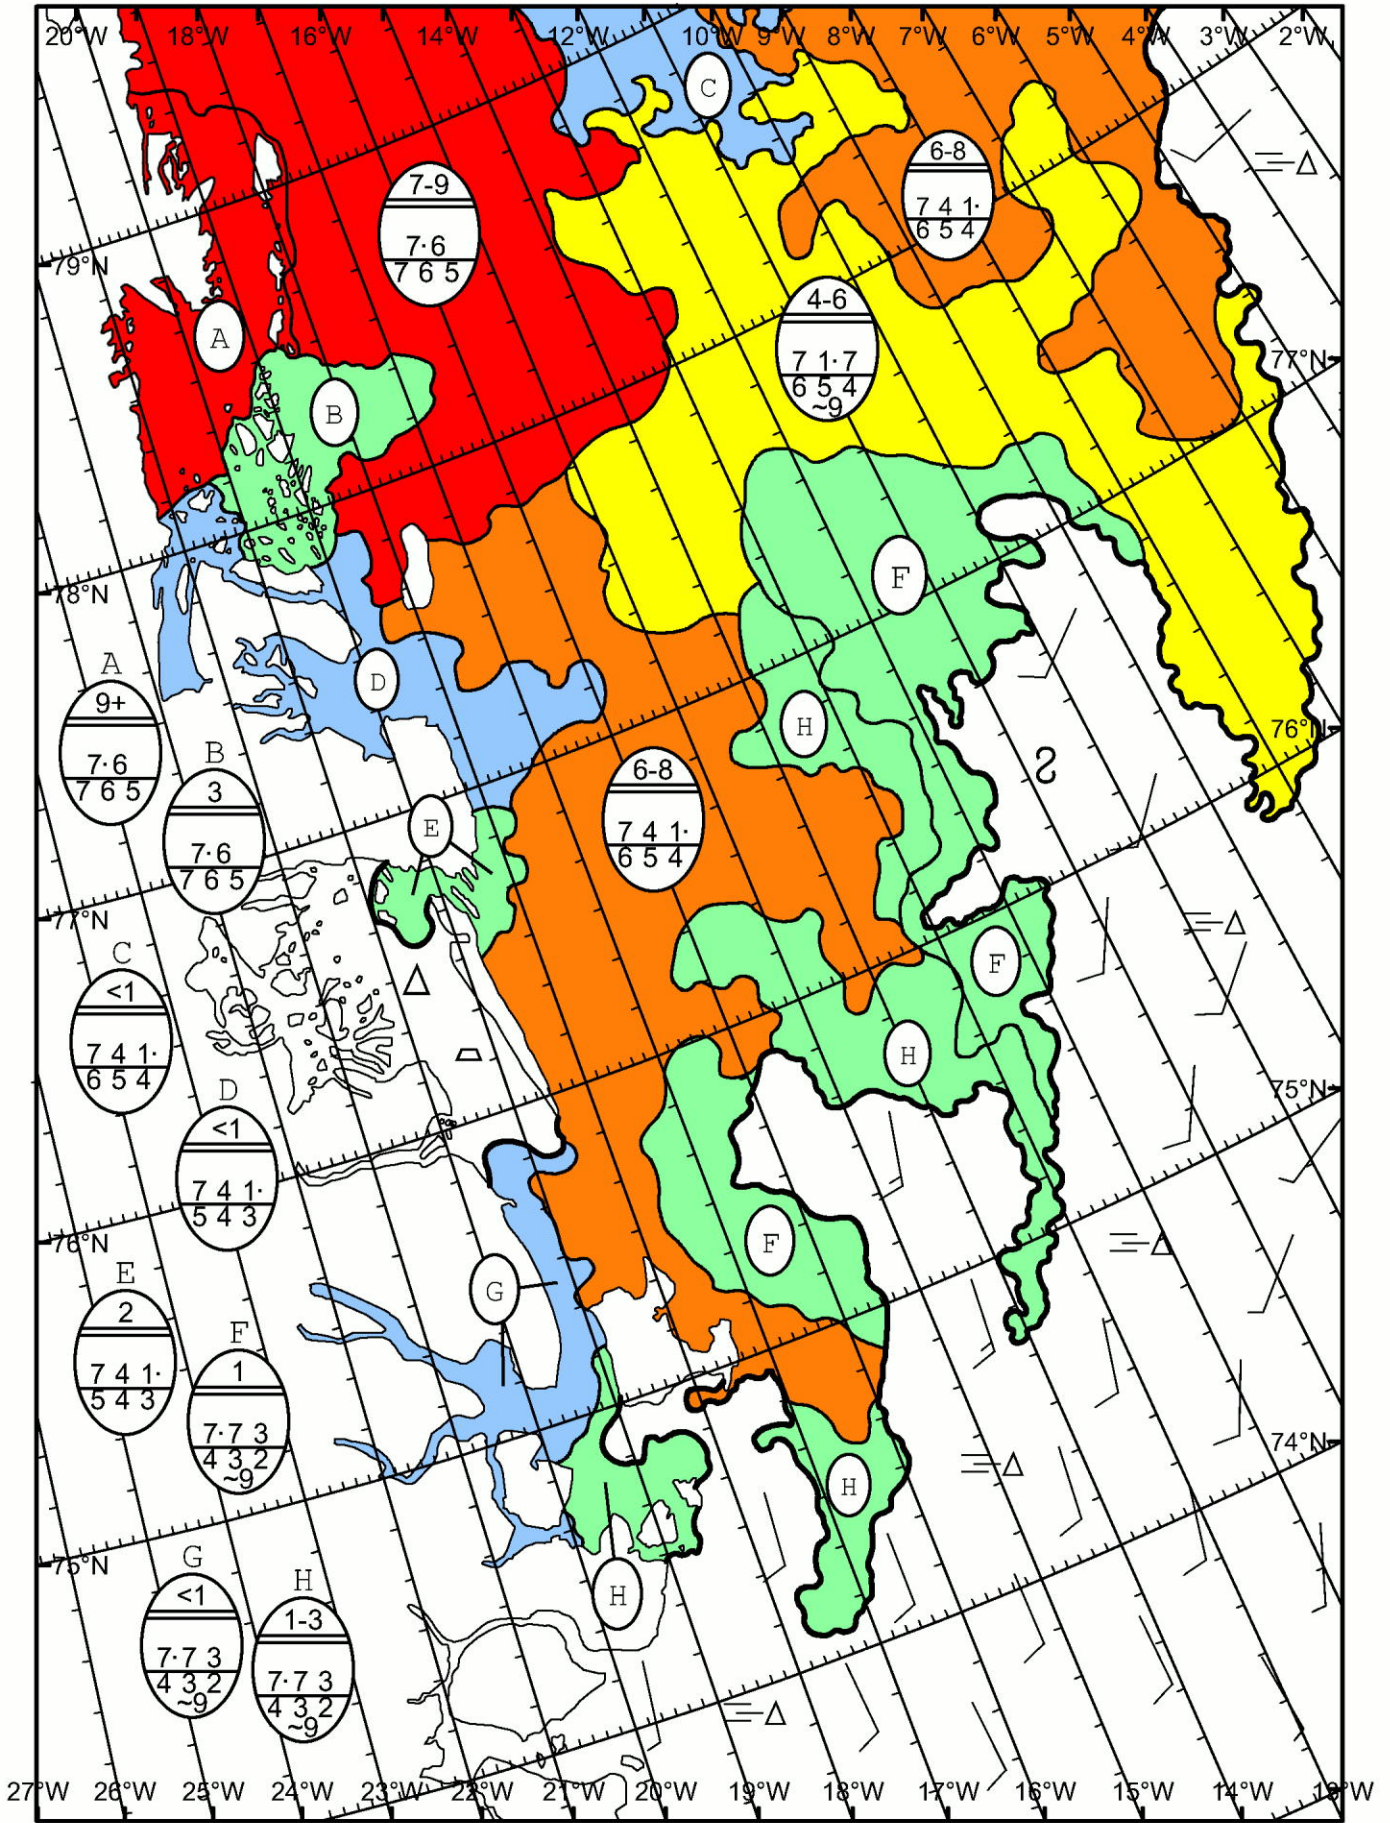 20°W 18°W 16°W 14°W 12°W 10°W 9°W 8°W 7°W 6°W 5°W 4°W 3°W 2°W
C
6-8
7 4 1·
6 5 4
7-9
7·6
7 6 5
79°N
4-6
7 1·7
6 5 4
~9
A
77°N
B
F
78°N
A
9+
7·6
7 6 5
D
H
76°N
B
3
7·6
7 6 5
6-8
7 4 1·
6 5 4
E
77°N
C
<1
7 4 1·
6 5 4
F
H
75°N
D
<1
7 4 1·
5 4 3
76°N
F
E
2
7 4 1·
5 4 3
G
F
1
7·7 3
4 3 2
~9
74°N
H
75°N
G
<1
7·7 3
4 3 2
~9
H
1-3
7·7 3
4 3 2
~9
H
27°W 26°W 25°W 24°W 23°W 22°W 21°W 20°W 19°W 18°W 17°W 16°W 15°W 14°W 13°W